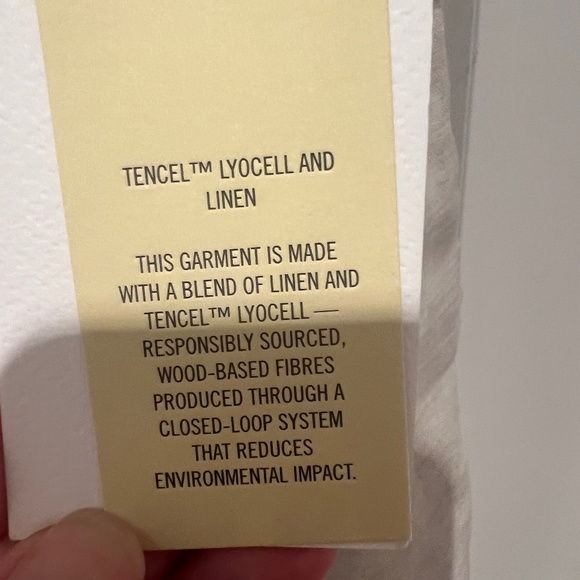 TENCEL™ LYOCELL AND
LINEN
THIS GARMENT IS MADE
WITH A BLEND OF LINEN AND
TENCEL™ LYOCELL —
RESPONSIBLY SOURCED,
WOOD-BASED FIBRES
PRODUCED THROUGH A
CLOSED-LOOP SYSTEM
THAT REDUCES
ENVIRONMENTAL IMPACT.